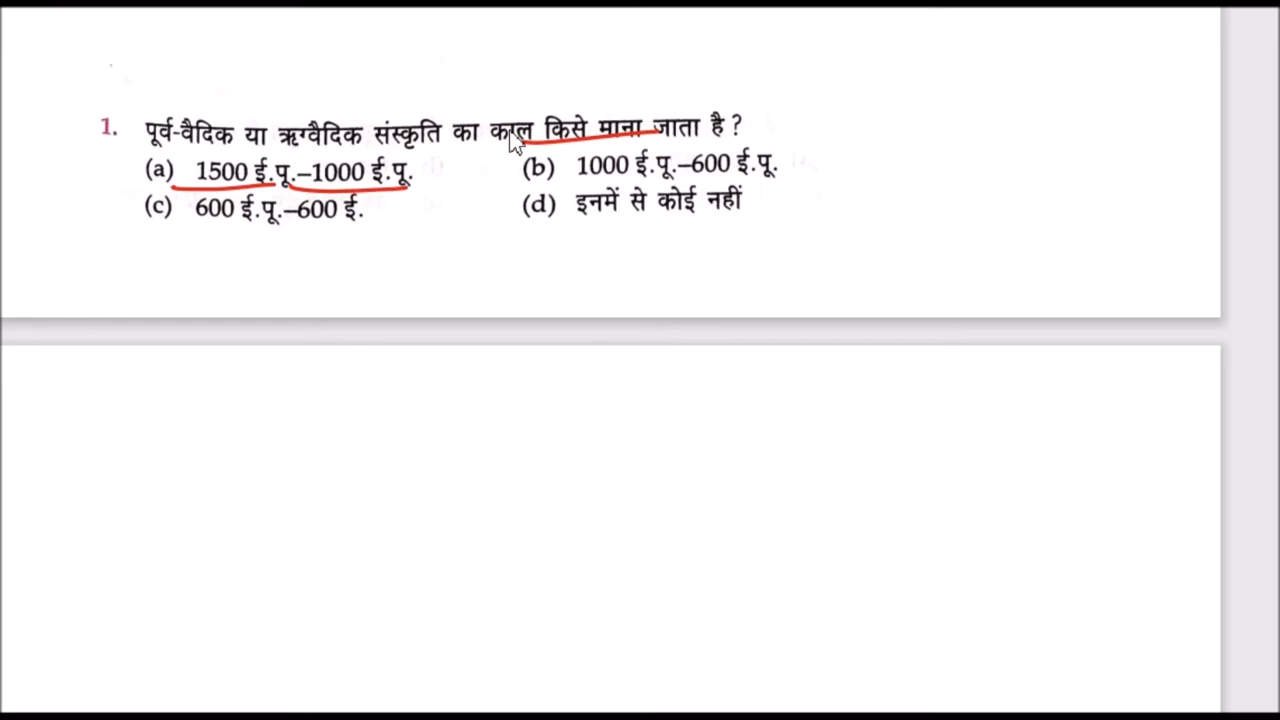 1. पूर्व-वैदिक या ऋग्वैदिक संस्कृति का काल किसे माना जाता है ?
(a) 1500 ई.पू.–1000 ई.पू. (b) 1000 ई.पू.–600 ई.पू.
(c) 600 ई.पू.–600 ई. (d) इनमें से कोई नहीं